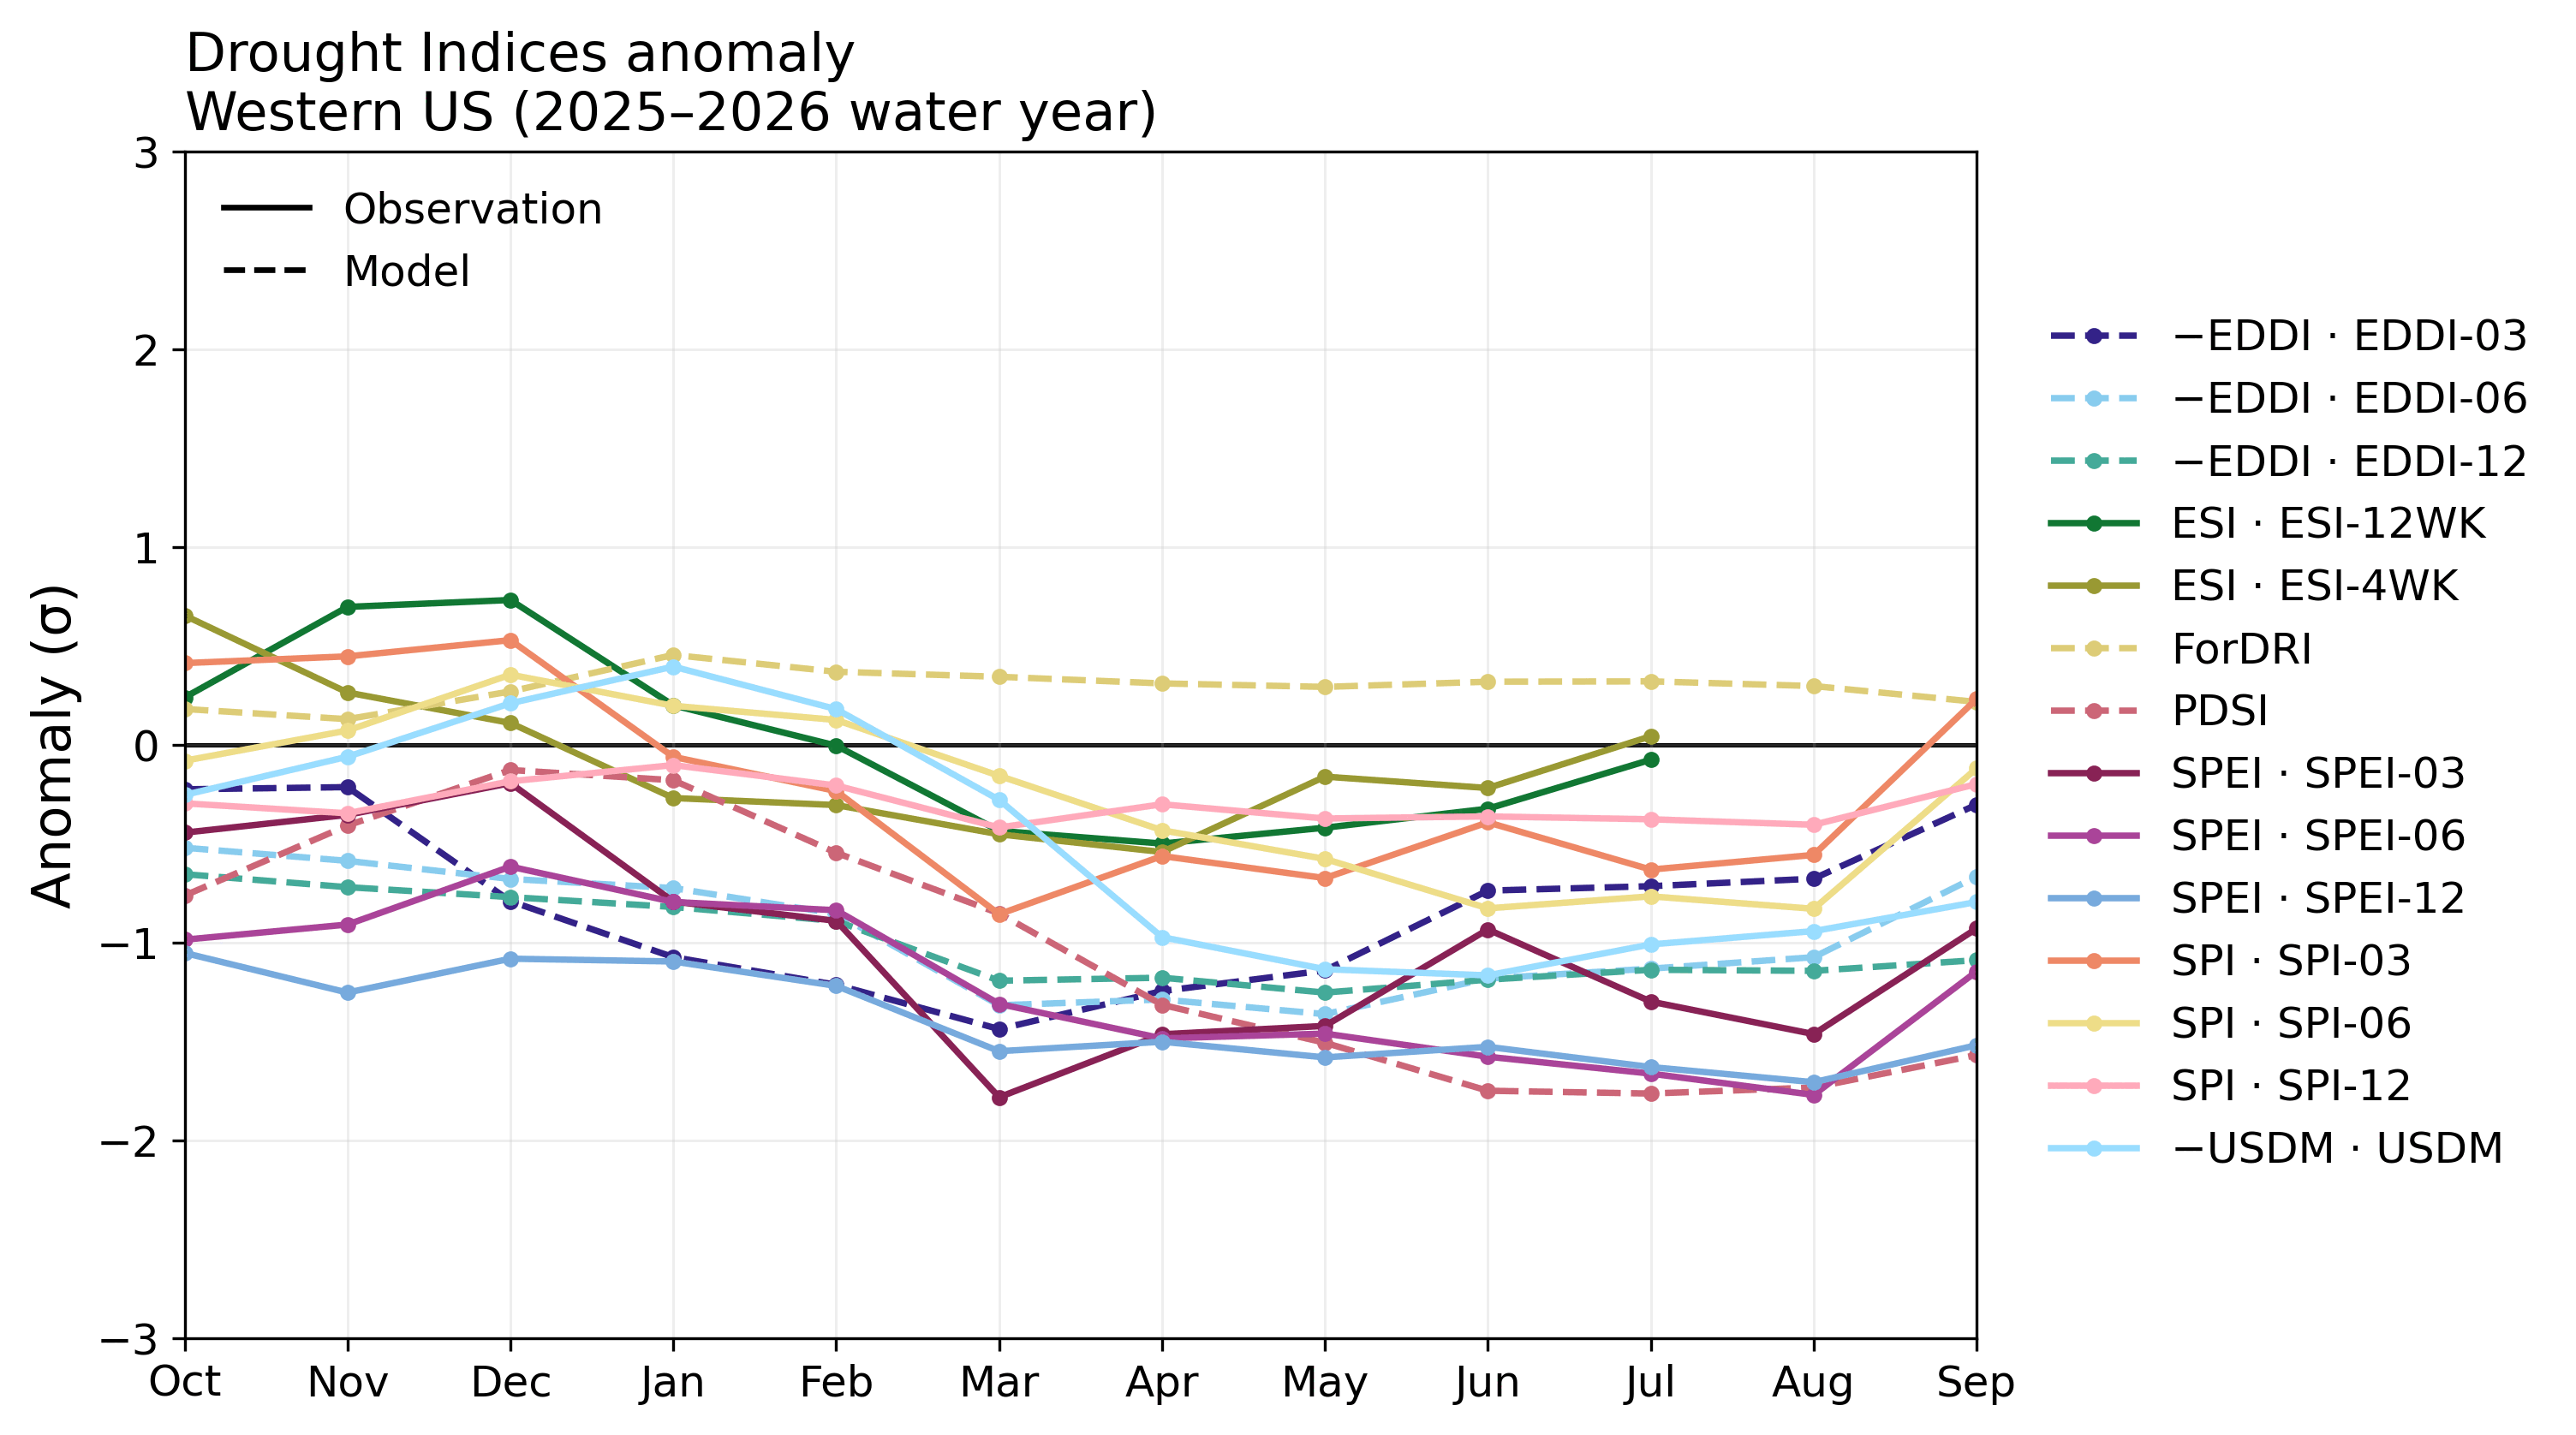 Drought Indices anomaly
Western US (2025–2026 water year)
Observation
Model
Anomaly (σ)
3
2
1
0
−1
−2
−3
Oct Nov Dec Jan Feb Mar Apr May Jun Jul Aug Sep
−EDDI · EDDI-03
−EDDI · EDDI-06
−EDDI · EDDI-12
ESI · ESI-12WK
ESI · ESI-4WK
ForDRI
PDSI
SPEI · SPEI-03
SPEI · SPEI-06
SPEI · SPEI-12
SPI · SPI-03
SPI · SPI-06
SPI · SPI-12
−USDM · USDM